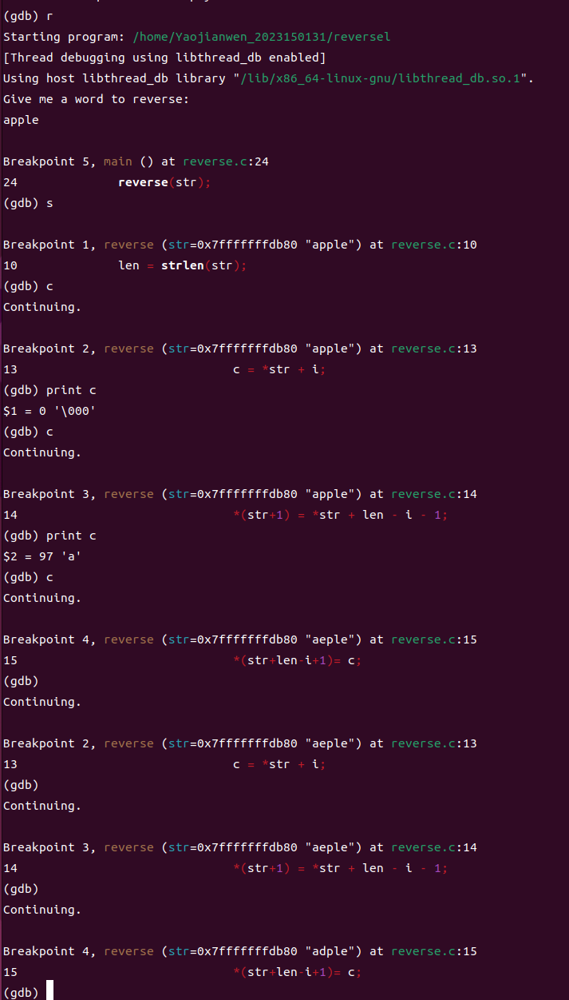 (gdb) r
Starting program: /home/Yaojianwen_2023150131/reversel
[Thread debugging using libthread_db enabled]
Using host libthread_db library "/lib/x86_64-linux-gnu/libthread_db.so.1".
Give me a word to reverse:
apple

Breakpoint 5, main () at reverse.c:24
24              reverse(str);
(gdb) s

Breakpoint 1, reverse (str=0x7fffffffdb80 "apple") at reverse.c:10
10              len = strlen(str);
(gdb) c
Continuing.

Breakpoint 2, reverse (str=0x7fffffffdb80 "apple") at reverse.c:13
13                              c = *str + i;
(gdb) print c
$1 = 0 '\000'
(gdb) c
Continuing.

Breakpoint 3, reverse (str=0x7fffffffdb80 "apple") at reverse.c:14
14                              *(str+1) = *str + len - i - 1;
(gdb) print c
$2 = 97 'a'
(gdb) c
Continuing.

Breakpoint 4, reverse (str=0x7fffffffdb80 "aeple") at reverse.c:15
15                              *(str+len-i+1)= c;
(gdb)
Continuing.

Breakpoint 2, reverse (str=0x7fffffffdb80 "aeple") at reverse.c:13
13                              c = *str + i;
(gdb)
Continuing.

Breakpoint 3, reverse (str=0x7fffffffdb80 "aeple") at reverse.c:14
14                              *(str+1) = *str + len - i - 1;
(gdb)
Continuing.

Breakpoint 4, reverse (str=0x7fffffffdb80 "adple") at reverse.c:15
15                              *(str+len-i+1)= c;
(gdb)